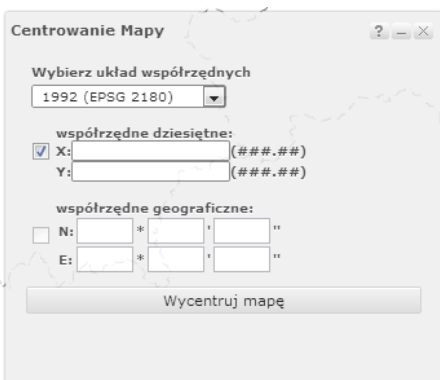 Centrowanie Mapy ? – X
Wybierz układ współrzędnych
1992 (EPSG 2180)
współrzędne dziesiętne:
X: (###.##)
Y: (###.##)
współrzędne geograficzne:
N: * ' "
E: * ' "
Wycentruj mapę